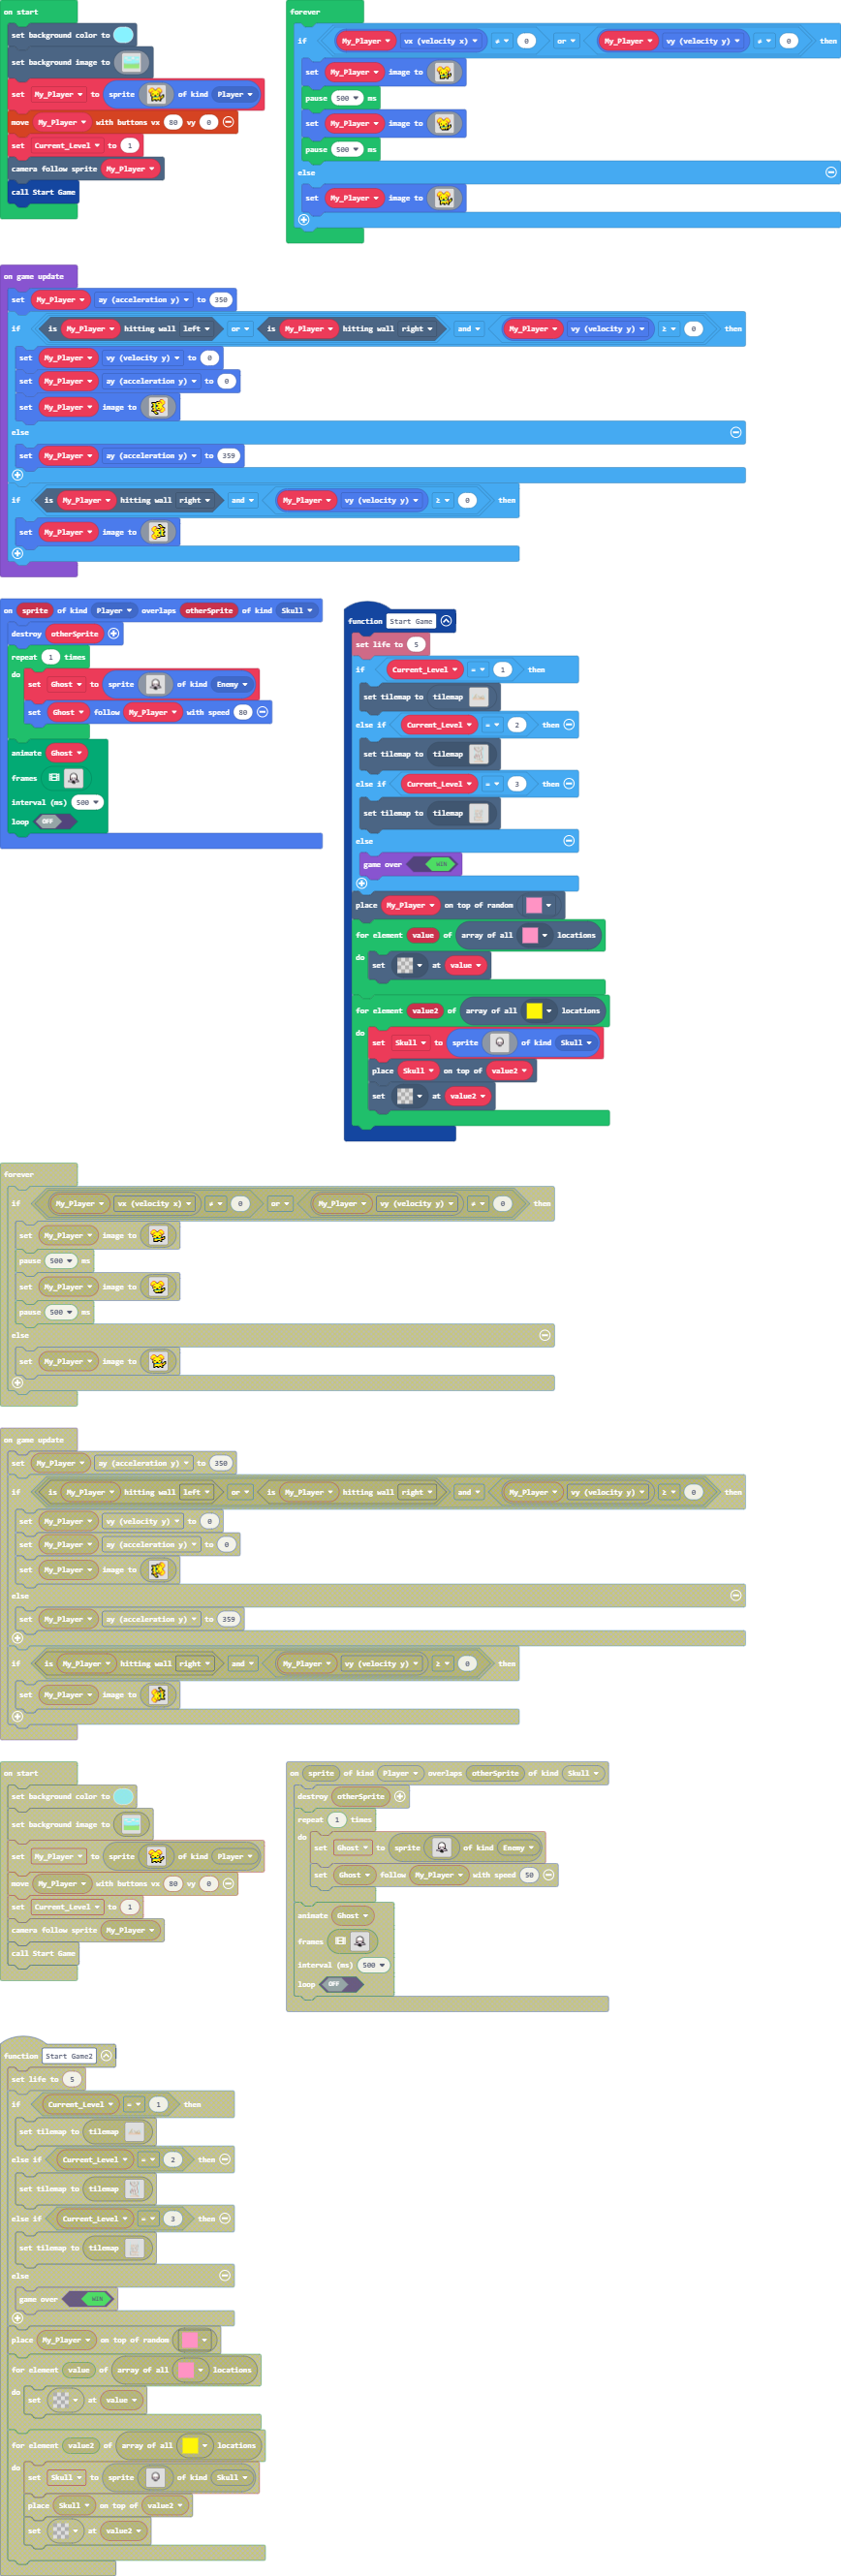 on start
set background color to
set background image to
set My_Player to sprite of kind Player
move My_Player with buttons vx 80 vy 0
set Current_Level to 1
camera follow sprite My_Player
call Start Game
forever
if My_Player vx (velocity x) ≠ 0 or My_Player vy (velocity y) ≠ 0 then
set My_Player image to
pause 500 ms
set My_Player image to
pause 500 ms
else
set My_Player image to
on game update
set My_Player ay (acceleration y) to 350
if is My_Player hitting wall left or is My_Player hitting wall right and My_Player vy (velocity y) ≥ 0 then
set My_Player vy (velocity y) to 0
set My_Player ay (acceleration y) to 0
set My_Player image to
else
set My_Player ay (acceleration y) to 359
if is My_Player hitting wall right and My_Player vy (velocity y) ≥ 0 then
set My_Player image to
on sprite of kind Player overlaps otherSprite of kind Skull
destroy otherSprite
repeat 1 times
do
set Ghost to sprite of kind Enemy
set Ghost follow My_Player with speed 80
animate Ghost
frames
interval (ms) 500
loop OFF
function Start Game
set life to 5
if Current_Level = 1 then
set tilemap to tilemap
else if Current_Level = 2 then
set tilemap to tilemap
else if Current_Level = 3 then
set tilemap to tilemap
else
game over WIN
place My_Player on top of random
for element value of array of all locations
do
set at value
for element value2 of array of all locations
do
set Skull to sprite of kind Skull
place Skull on top of value2
set at value2
forever
if My_Player vx (velocity x) ≠ 0 or My_Player vy (velocity y) ≠ 0 then
set My_Player image to
pause 500 ms
set My_Player image to
pause 500 ms
else
set My_Player image to
on game update
set My_Player ay (acceleration y) to 350
if is My_Player hitting wall left or is My_Player hitting wall right and My_Player vy (velocity y) ≥ 0 then
set My_Player vy (velocity y) to 0
set My_Player ay (acceleration y) to 0
set My_Player image to
else
set My_Player ay (acceleration y) to 359
if is My_Player hitting wall right and My_Player vy (velocity y) ≥ 0 then
set My_Player image to
on start
set background color to
set background image to
set My_Player to sprite of kind Player
move My_Player with buttons vx 80 vy 0
set Current_Level to 1
camera follow sprite My_Player
call Start Game
on sprite of kind Player overlaps otherSprite of kind Skull
destroy otherSprite
repeat 1 times
do
set Ghost to sprite of kind Enemy
set Ghost follow My_Player with speed 50
animate Ghost
frames
interval (ms) 500
loop OFF
function Start Game2
set life to 5
if Current_Level = 1 then
set tilemap to tilemap
else if Current_Level = 2 then
set tilemap to tilemap
else if Current_Level = 3 then
set tilemap to tilemap
else
game over WIN
place My_Player on top of random
for element value of array of all locations
do
set at value
for element value2 of array of all locations
do
set Skull to sprite of kind Skull
place Skull on top of value2
set at value2